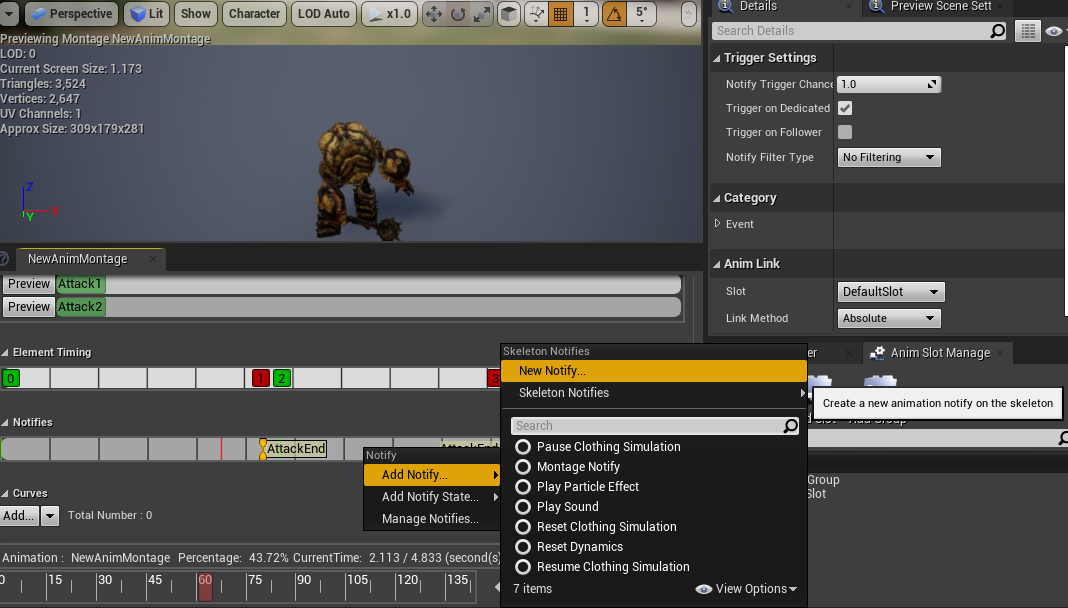 Perspective Lit Show Character LOD Auto x1.0 1 5°
Previewing Montage NewAnimMontage
LOD: 0
Current Screen Size: 1.173
Triangles: 3,524
Vertices: 2,647
UV Channels: 1
Approx Size: 309x179x281
Z
X
Y
Details Preview Scene Sett
Search Details
Trigger Settings
Notify Trigger Chance 1.0
Trigger on Dedicated
Trigger on Follower
Notify Filter Type No Filtering
Category
Event
Anim Link
Slot DefaultSlot
Link Method Absolute
NewAnimMontage
Preview Attack1
Preview Attack2
Element Timing
0 1 2 3
Notifies
AttackEnd AttackEnd
Curves
Add... Total Number : 0
Animation : NewAnimMontage Percentage: 43.72% CurrentTime: 2.113 / 4.833 (second(s)
0 15 30 45 60 75 90 105 120 135
Notify
Add Notify...
Add Notify State...
Manage Notifies...
Skeleton Notifies
New Notify...
Skeleton Notifies
Search
Pause Clothing Simulation
Montage Notify
Play Particle Effect
Play Sound
Reset Clothing Simulation
Reset Dynamics
Resume Clothing Simulation
7 items View Options
er Anim Slot Manage
Create a new animation notify on the skeleton
Slot Add Group
Group
Slot